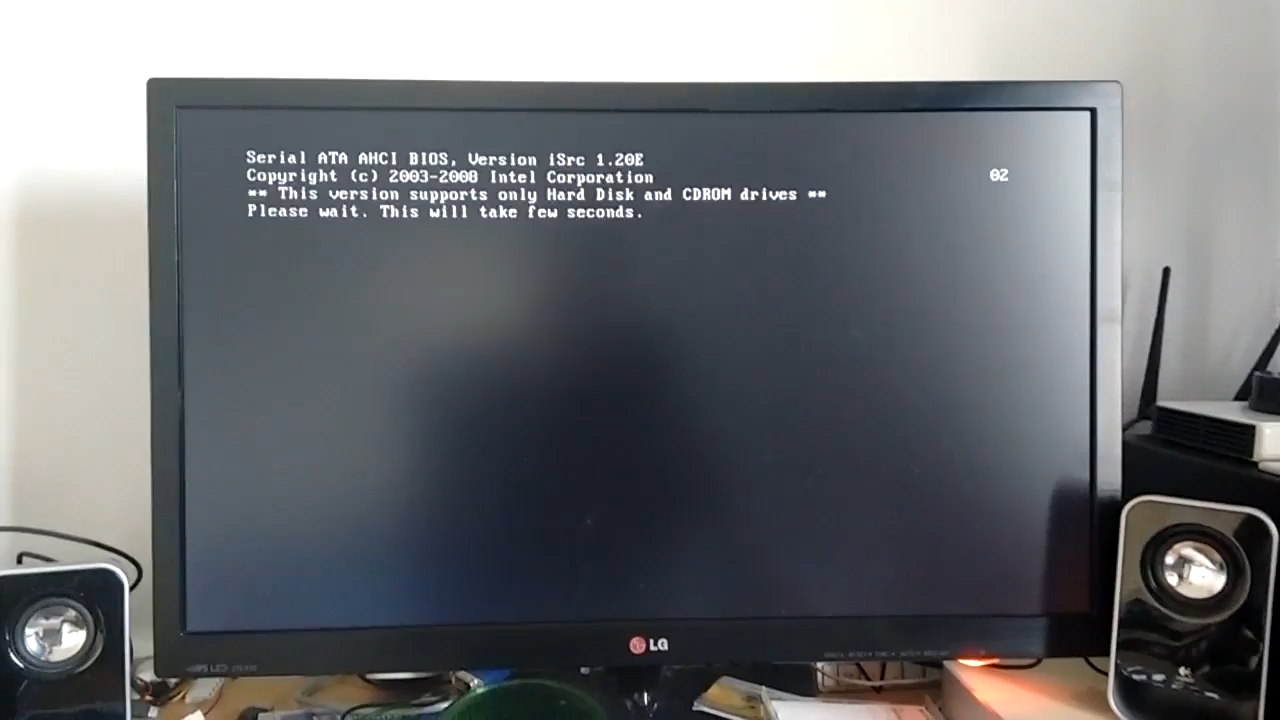 Serial ATA AHCI BIOS, Version iSrc 1.20E
Copyright (c) 2003-2008 Intel Corporation
02
** This version supports only Hard Disk and CDROM drives **
Please wait. This will take few seconds.
LG